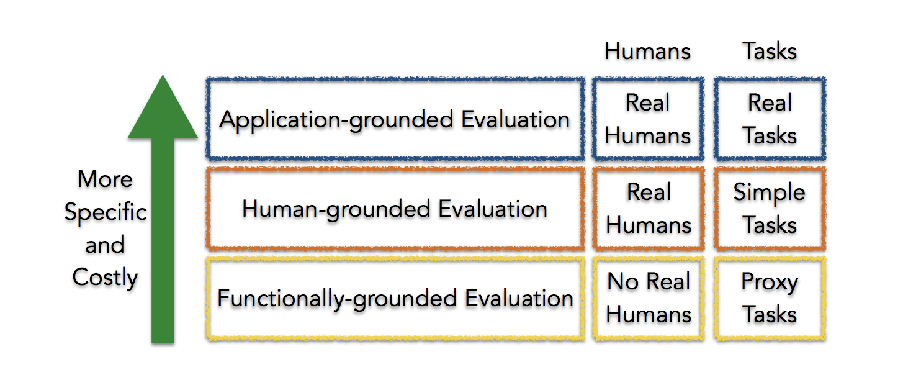 Humans Tasks
Application-grounded Evaluation
Real
Humans
Real
Tasks
More
Specific
and
Costly
Human-grounded Evaluation
Real
Humans
Simple
Tasks
Functionally-grounded Evaluation
No Real
Humans
Proxy
Tasks